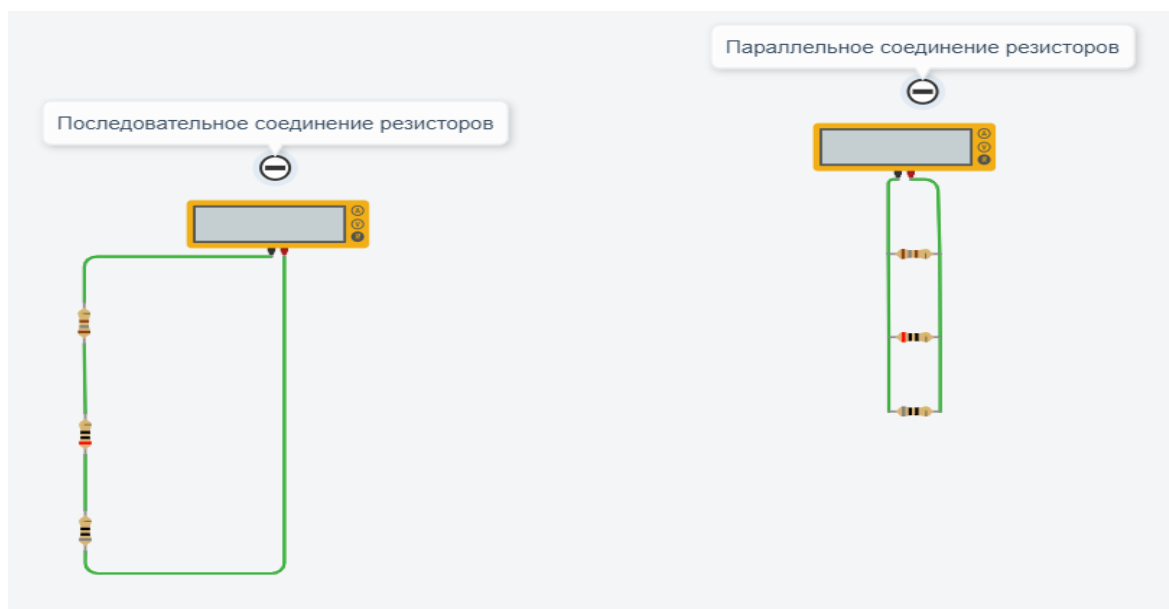 Параллельное соединение резисторов
Последовательное соединение резисторов
A
V
R
A
V
R